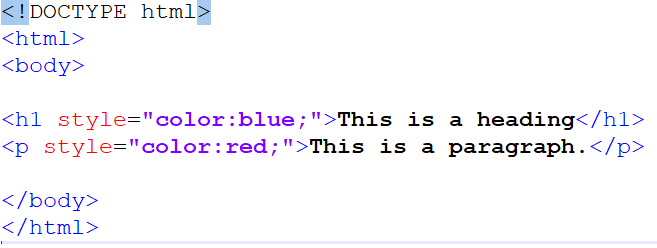 <!DOCTYPE html>
<html>
<body>
<h1 style="color:blue;">This is a heading</h1>
<p style="color:red;">This is a paragraph.</p>
</body>
</html>